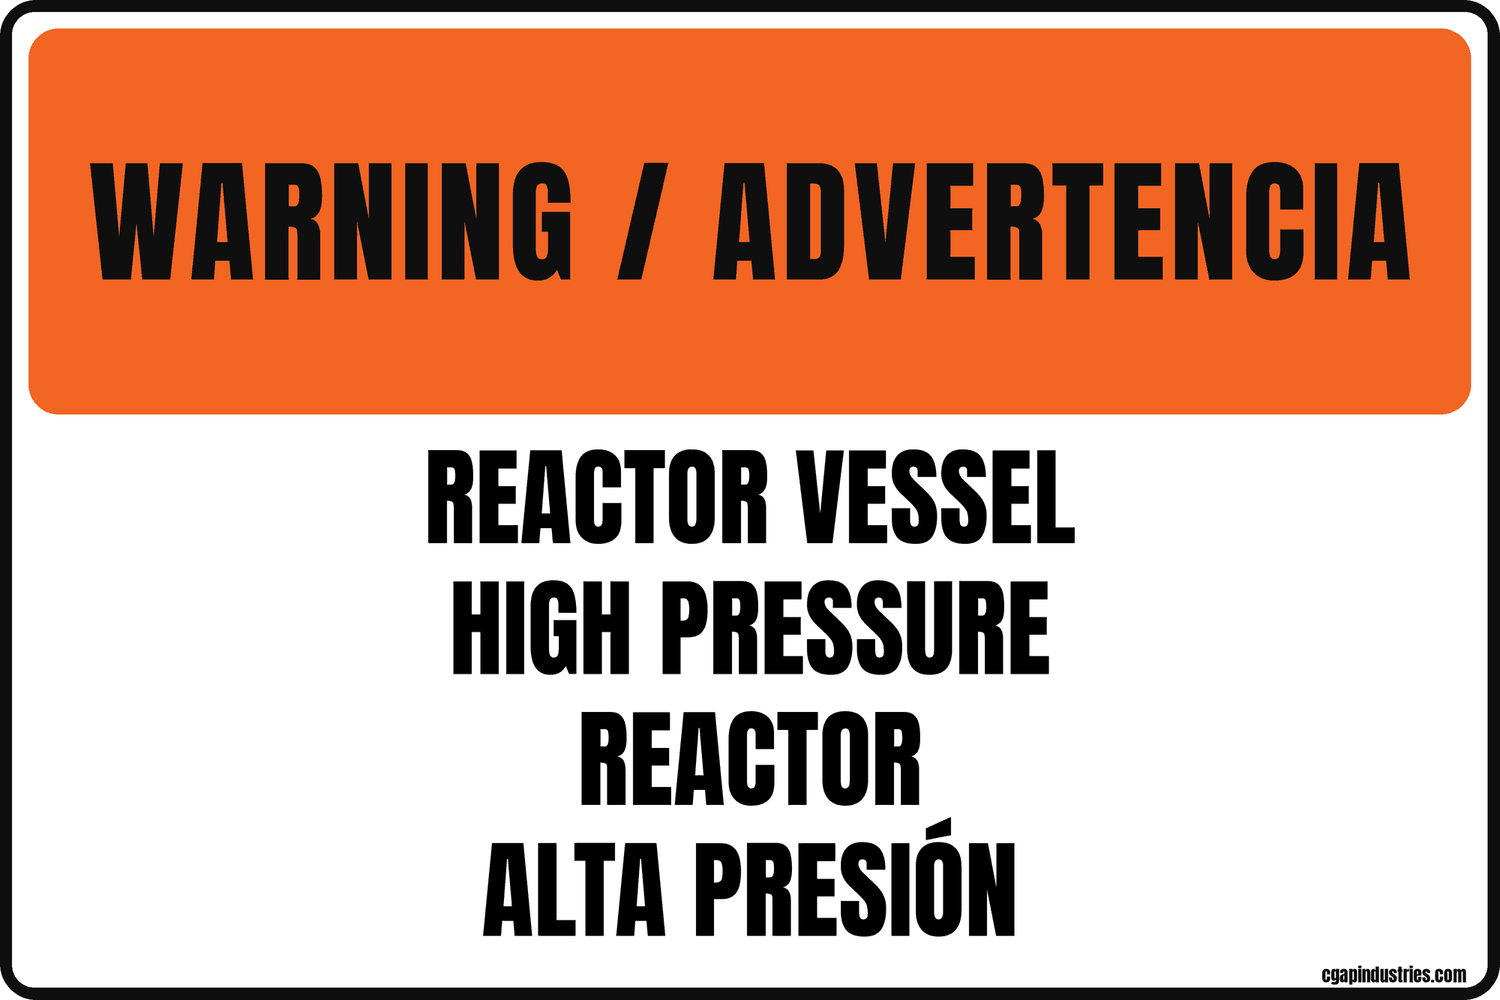 WARNING / ADVERTENCIA
REACTOR VESSEL
HIGH PRESSURE
REACTOR
ALTA PRESIÓN
cgapindustries.com